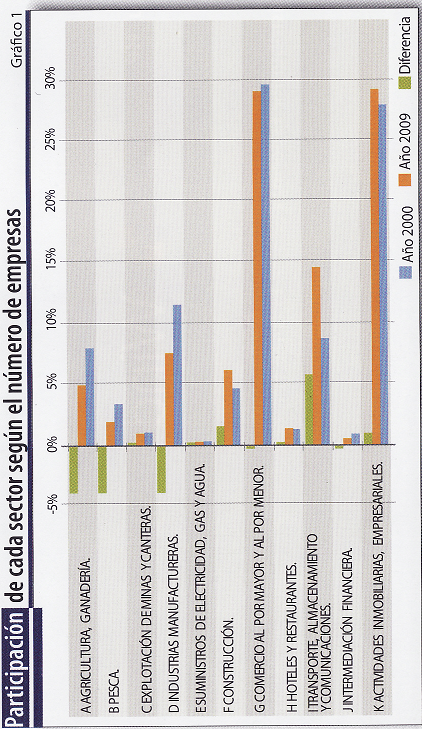 Participación de cada sector según el número de empresas
Gráfico 1
A AGRICULTURA, GANADERÍA.
B PESCA.
C EXPLOTACIÓN DE MINAS Y CANTERAS.
D INDUSTRIAS MANUFACTURERAS.
E SUMINISTROS DE ELECTRICIDAD, GAS Y AGUA.
F CONSTRUCCIÓN.
G COMERCIO AL POR MAYOR Y AL POR MENOR.
H HOTELES Y RESTAURANTES.
I TRANSPORTE, ALMACENAMIENTO
Y COMUNICACIONES.
J INTERMEDIACIÓN FINANCIERA.
K ACTIVIDADES INMOBILIARIAS, EMPRESARIALES.
-5% 0% 5% 10% 15% 20% 25% 30%
Año 2000 Año 2009 Diferencia